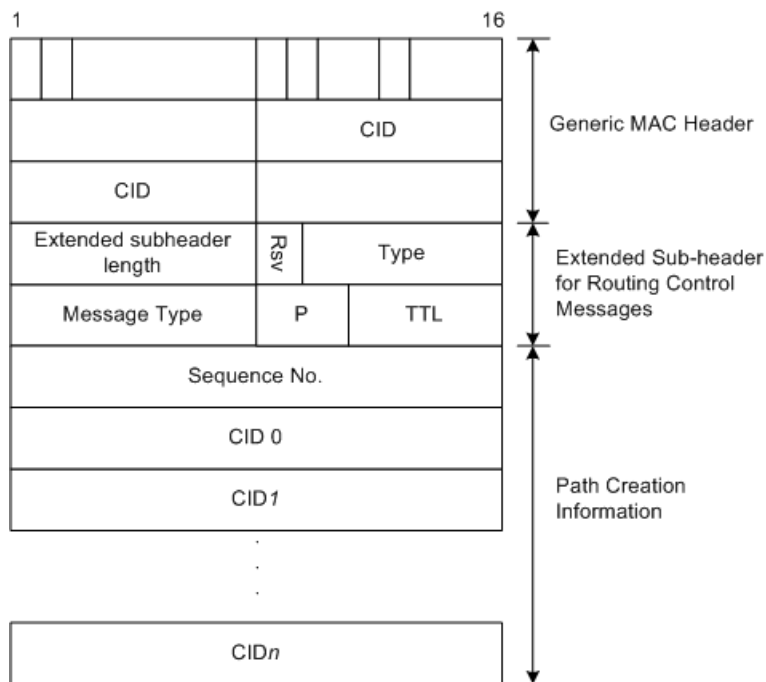 1 16
Generic MAC Header
CID
CID
Extended subheader
length
Rsv
Type
Extended Sub-header
for Routing Control
Messages
Message Type
P
TTL
Sequence No.
CID 0
CID1
Path Creation
Information
CIDn